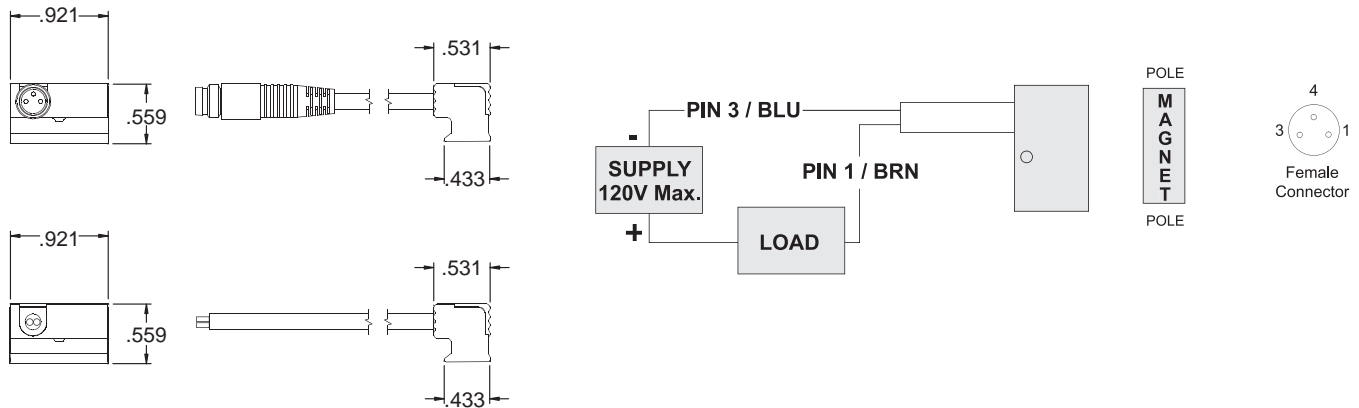 .921
.559
.531
.433
.921
.559
.531
.433
PIN 3 / BLU
-
SUPPLY
120V Max.
+
PIN 1 / BRN
LOAD
POLE
MAGNET
POLE
4
3
1
Female
Connector